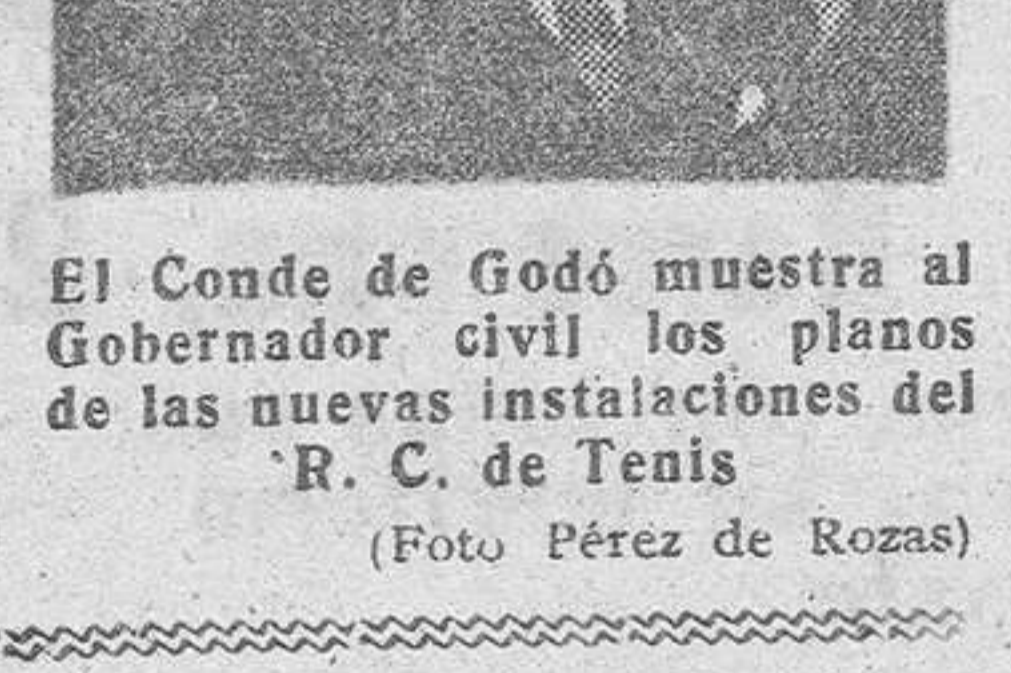 El Conde de Godó muestra al
Gobernador civil los planos
de las nuevas instalaciones del
R. C. de Tenis
(Foto Pérez de Rozas)